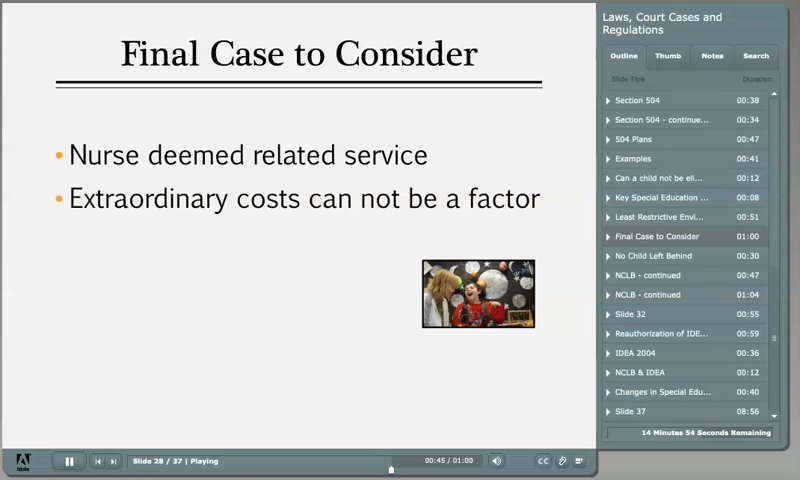 Final Case to Consider
• Nurse deemed related service
• Extraordinary costs can not be a factor
Laws, Court Cases and
Regulations
Outline Thumb Notes Search
Slide Title Duration
Section 504 00:38
Section 504 - continue... 00:34
504 Plans 00:47
Examples 00:41
Can a child not be eli... 00:12
Key Special Education ... 00:08
Least Restrictive Envi... 00:51
Final Case to Consider 01:00
No Child Left Behind 00:30
NCLB - continued 00:47
NCLB - continued 01:04
Slide 32 00:55
Reauthorization of IDE... 00:59
IDEA 2004 00:36
NCLB & IDEA 00:12
Changes in Special Edu... 00:40
Slide 37 08:56
14 Minutes 54 Seconds Remaining
Adobe
Slide 28 / 37 | Playing
00:45 / 01:00
CC